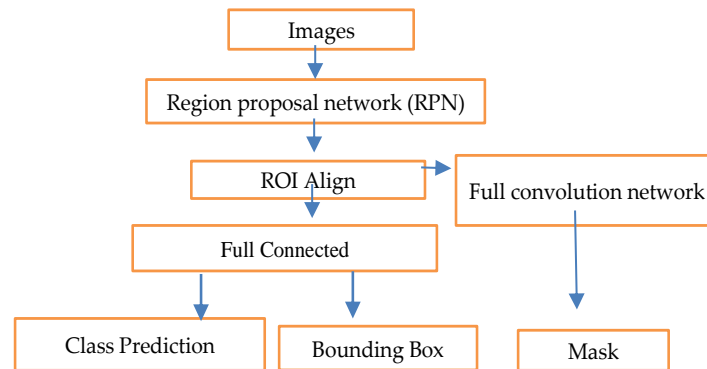 Images
Region proposal network (RPN)
ROI Align
Full convolution network
Full Connected
Class Prediction
Bounding Box
Mask